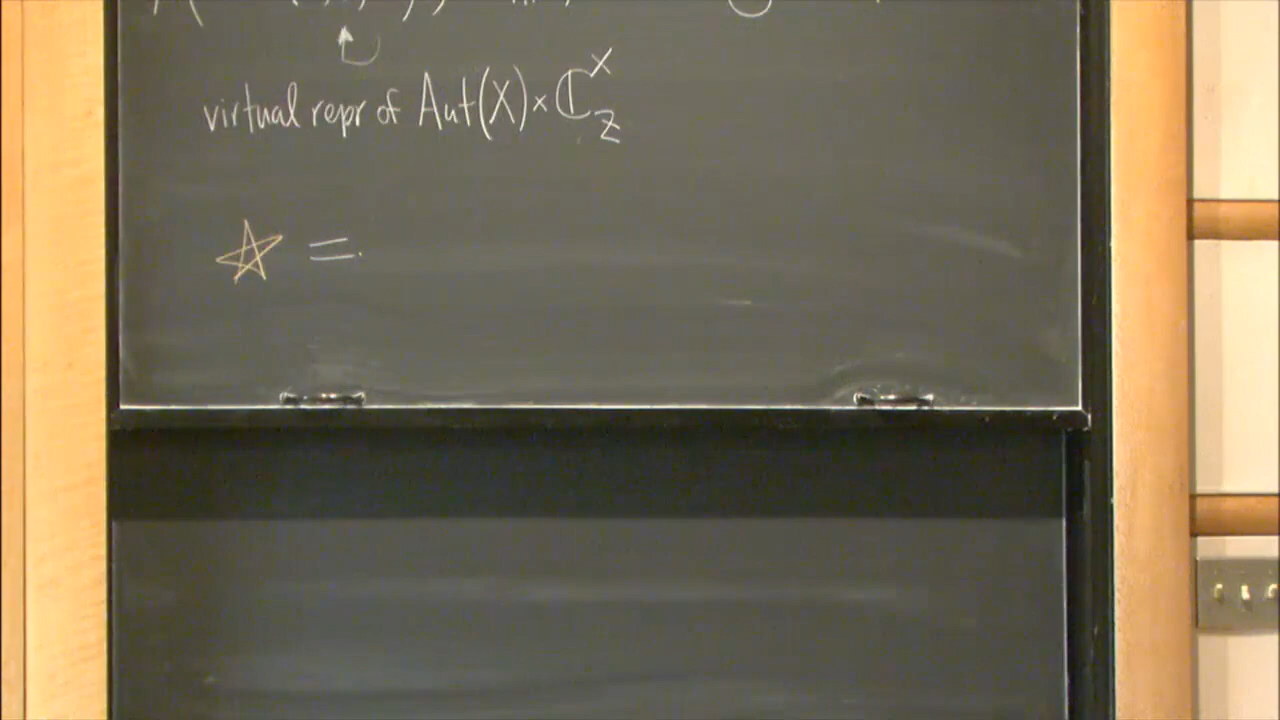 virtual repr of Aut(X) × ℂ^×_z
☆ =